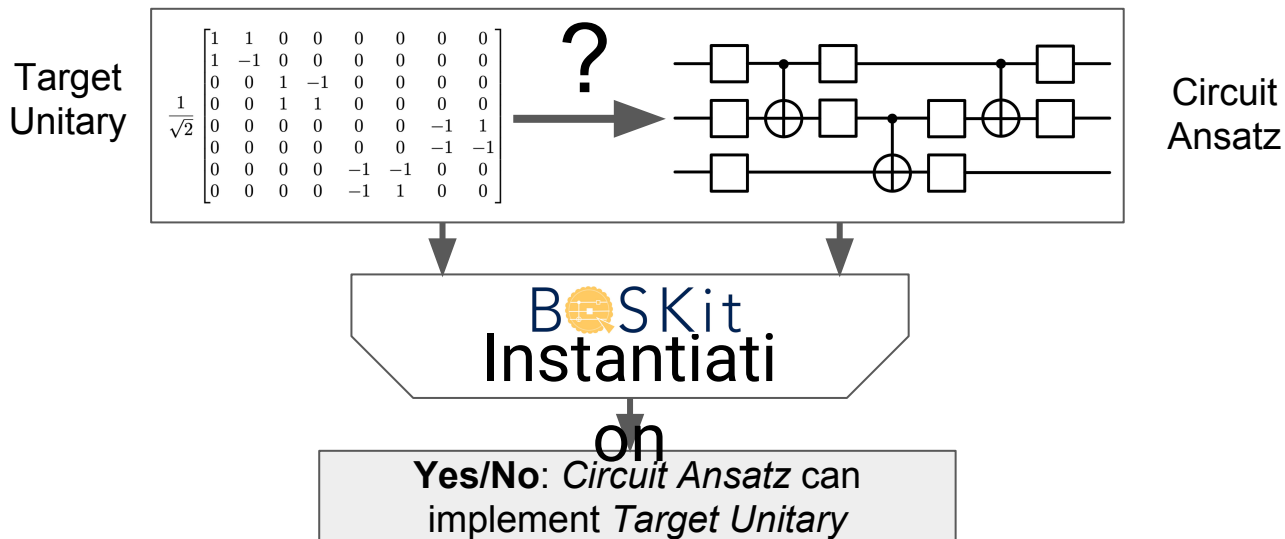 Target
Unitary
1/√2
1 1 0 0 0 0 0 0
1 −1 0 0 0 0 0 0
0 0 1 −1 0 0 0 0
0 0 1 1 0 0 0 0
0 0 0 0 0 0 −1 1
0 0 0 0 0 0 −1 −1
0 0 0 0 −1 −1 0 0
0 0 0 0 −1 1 0 0
?
Circuit
Ansatz
BQSKit
Instantiati
on
Yes/No: Circuit Ansatz can
implement Target Unitary